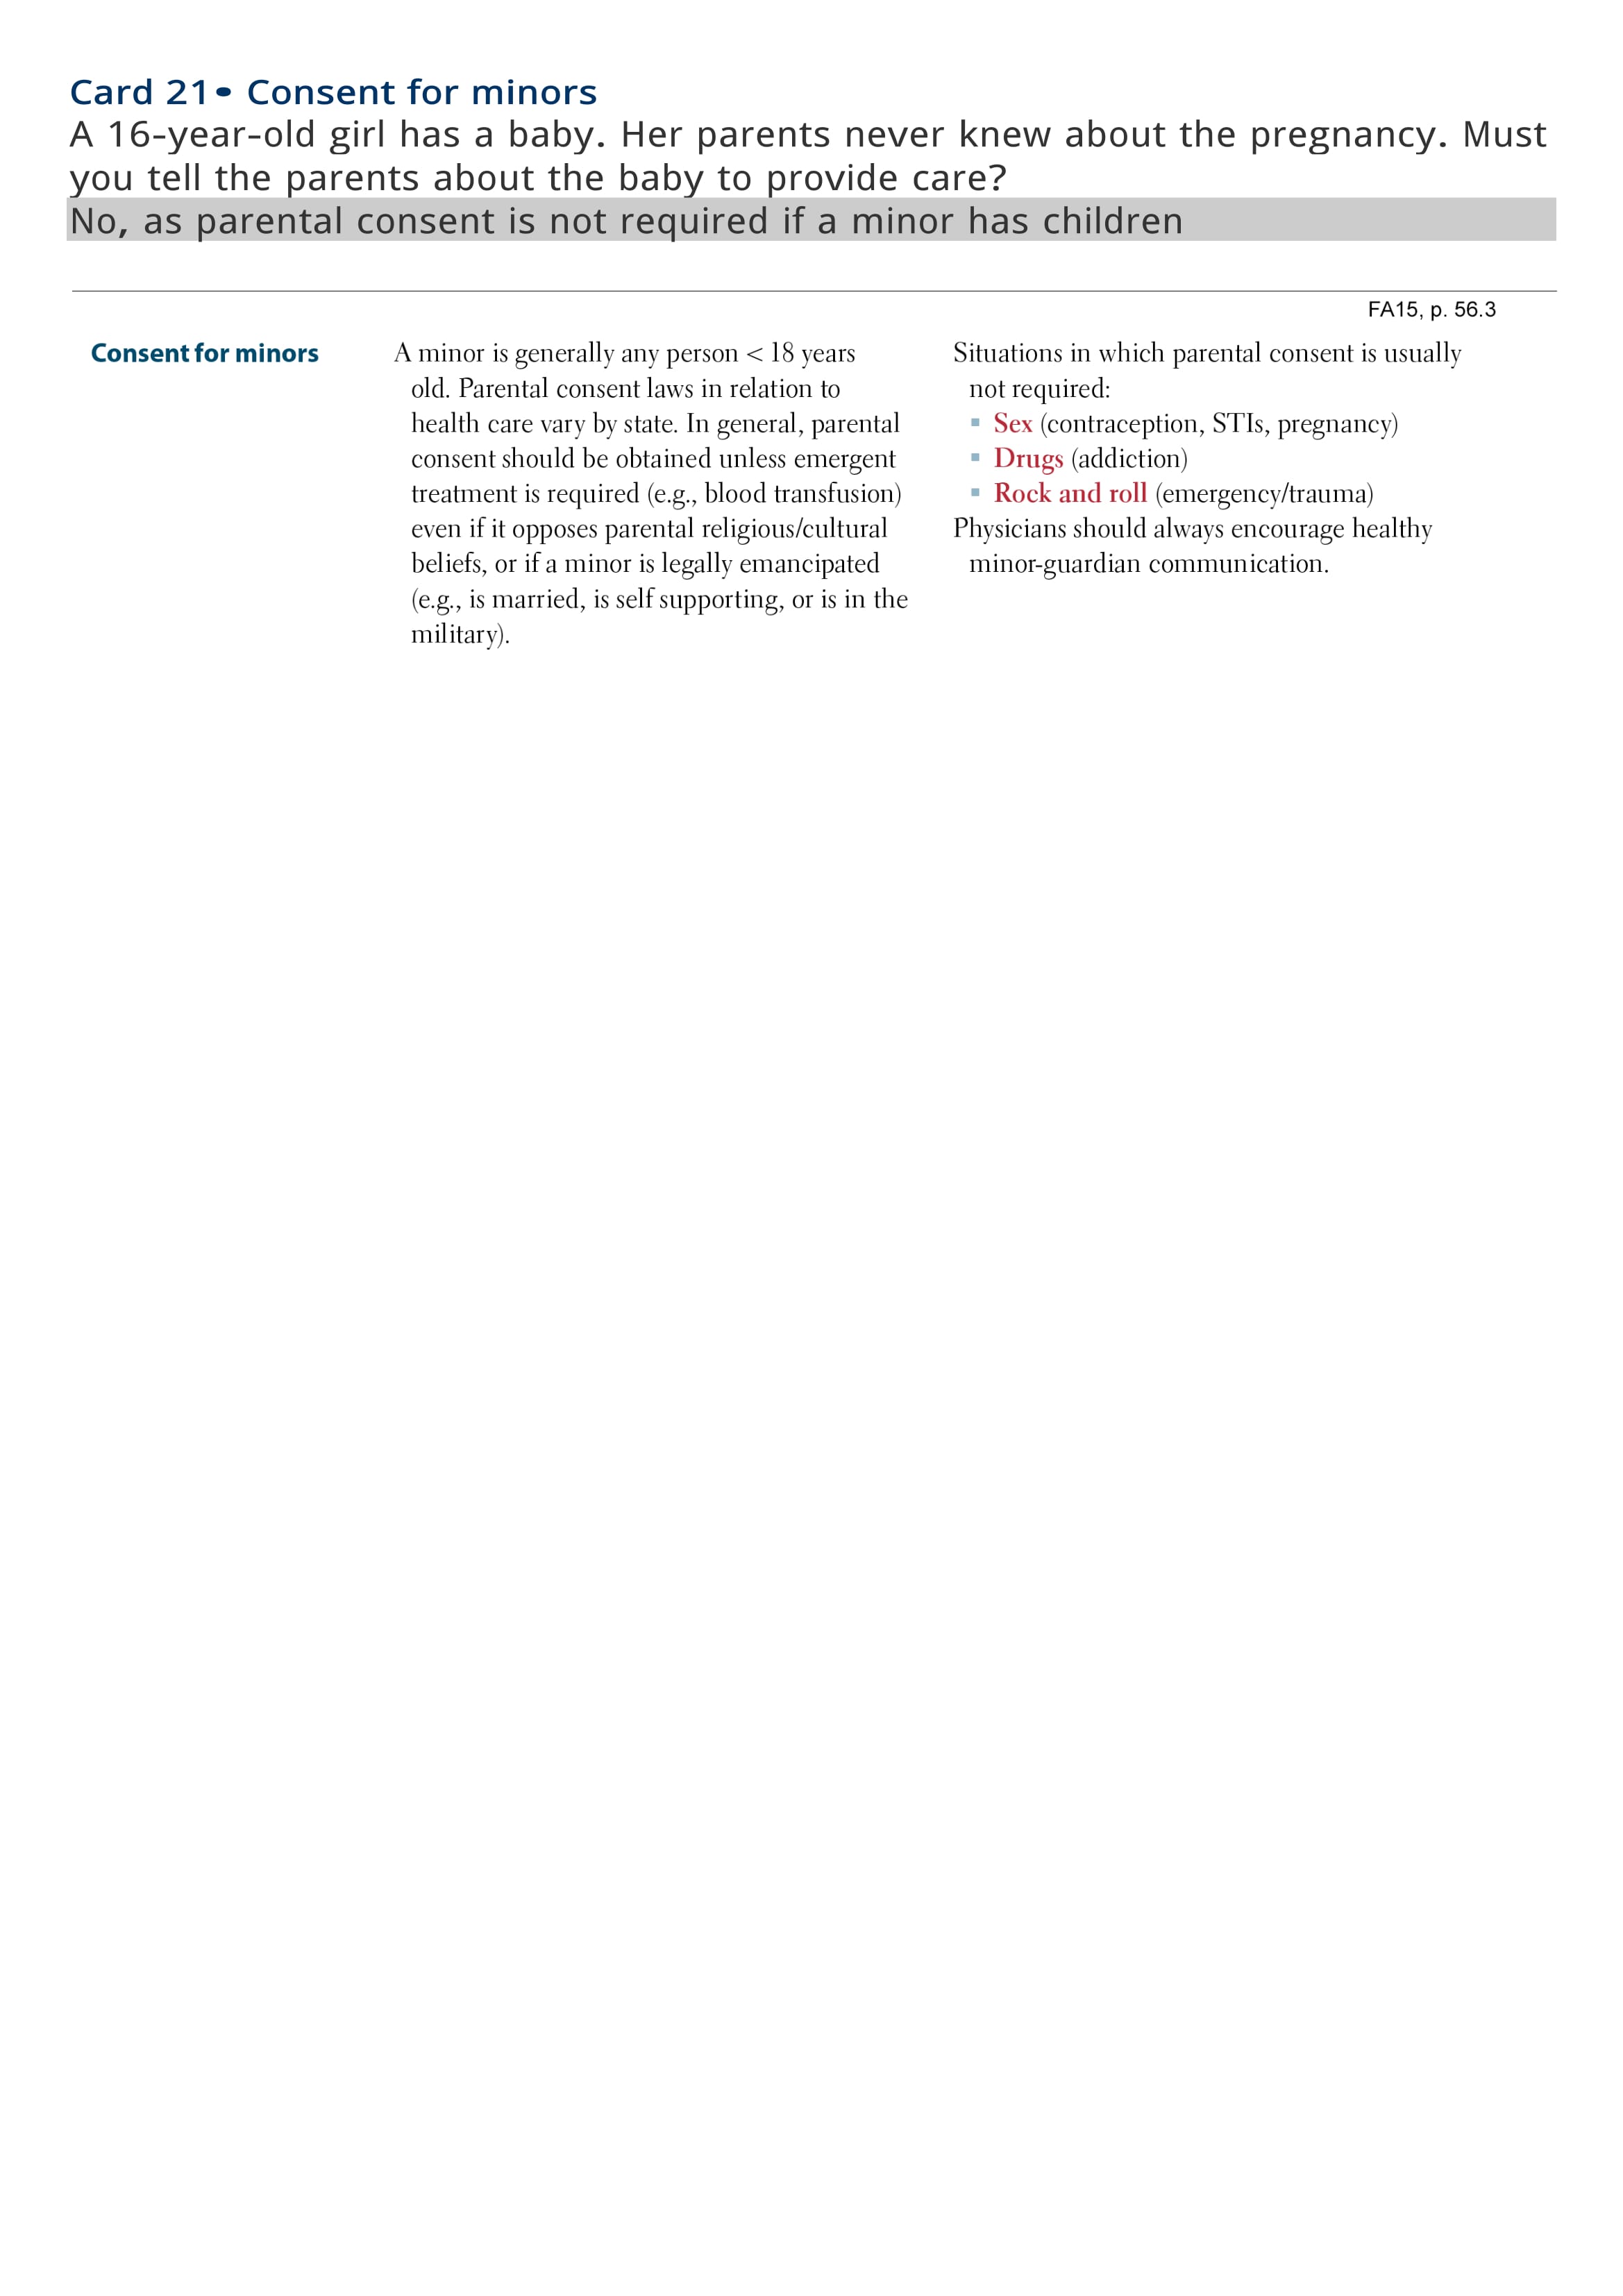 Card 21• Consent for minors
A 16-year-old girl has a baby. Her parents never knew about the pregnancy. Must
you tell the parents about the baby to provide care?
No, as parental consent is not required if a minor has children
FA15, p. 56.3
Consent for minors
A minor is generally any person < 18 years
old. Parental consent laws in relation to
health care vary by state. In general, parental
consent should be obtained unless emergent
treatment is required (e.g., blood transfusion)
even if it opposes parental religious/cultural
beliefs, or if a minor is legally emancipated
(e.g., is married, is self supporting, or is in the
military).
Situations in which parental consent is usually
not required:
▪ Sex (contraception, STIs, pregnancy)
▪ Drugs (addiction)
▪ Rock and roll (emergency/trauma)
Physicians should always encourage healthy
minor-guardian communication.